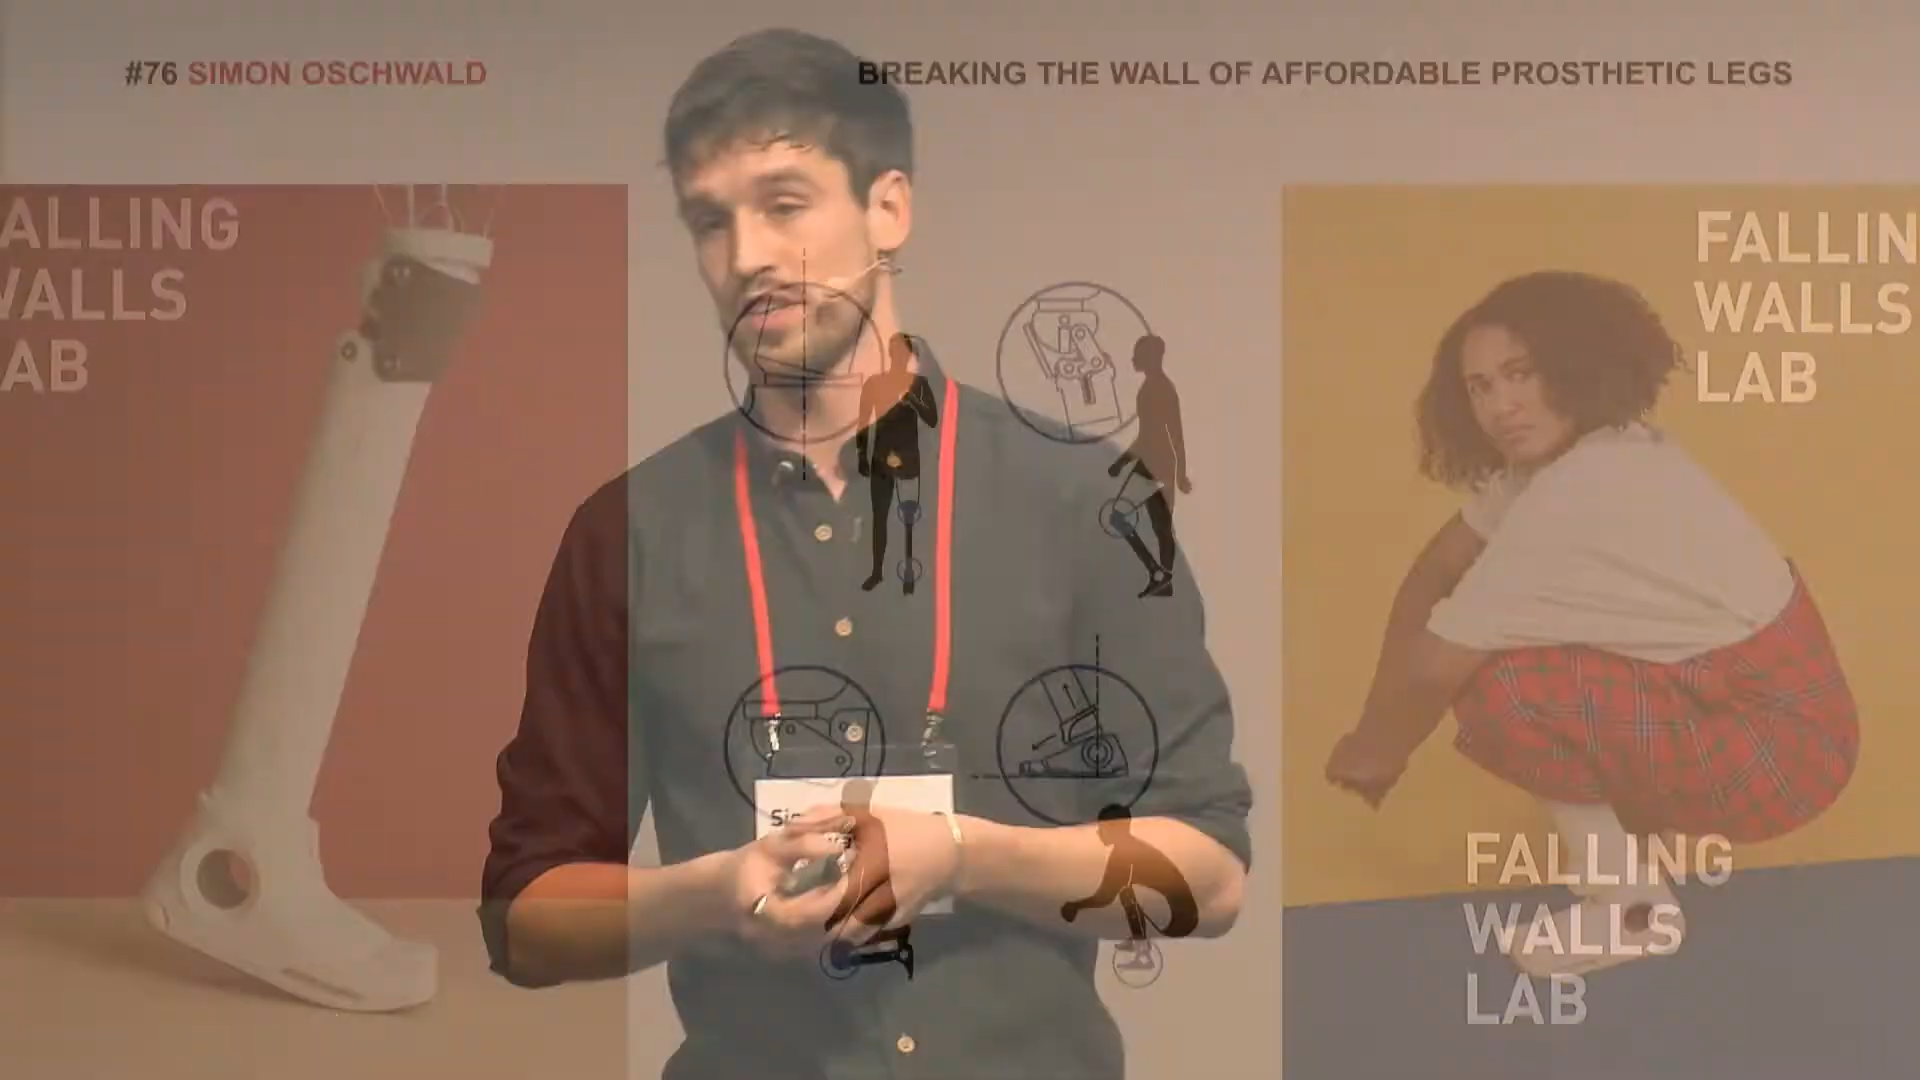 #76 SIMON OSCHWALD
BREAKING THE WALL OF AFFORDABLE PROSTHETIC LEGS
ALLING
WALLS
AB
FALLIN
WALLS
LAB
FALLING
WALLS
LAB